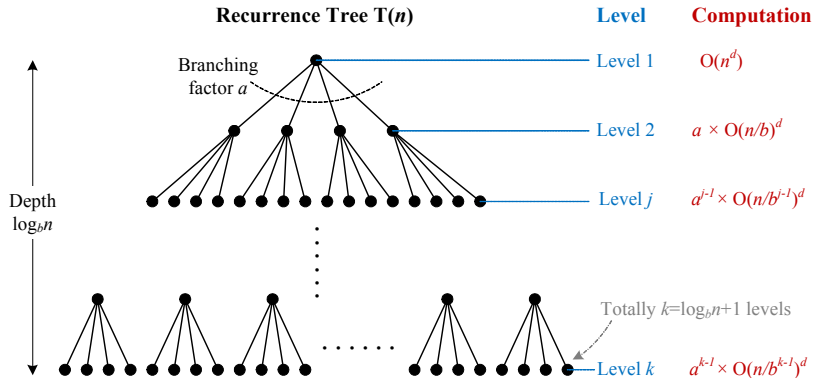 Recurrence Tree T(n) Level Computation
Branching
factor a
Level 1 O(n^d)
Level 2 a × O(n/b)^d
Depth
log_b n
Level j a^{j-1} × O(n/b^{j-1})^d
Totally k=log_b n+1 levels
Level k a^{k-1} × O(n/b^{k-1})^d